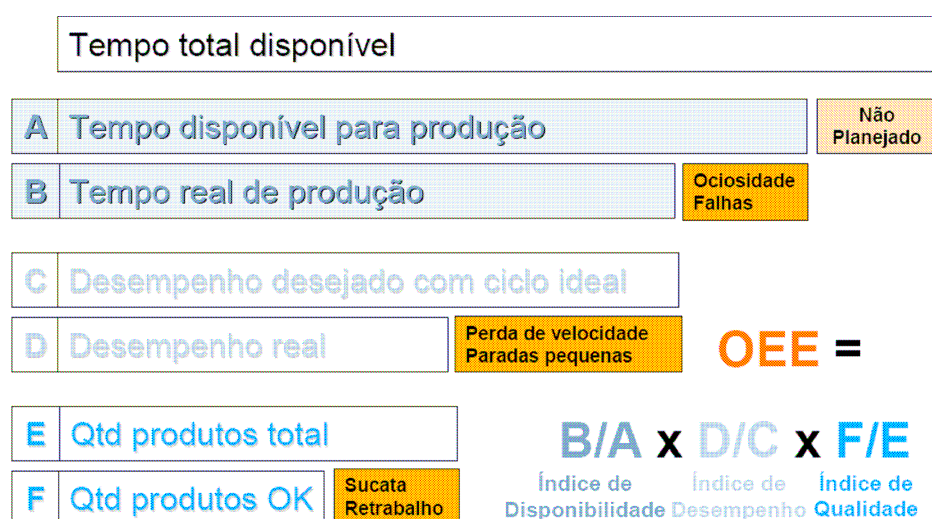 Tempo total disponível
A Tempo disponível para produção
Não
Planejado
B Tempo real de produção
Ociosidade
Falhas
C Desempenho desejado com ciclo ideal
D Desempenho real
Perda de velocidade
Paradas pequenas
OEE =
E Qtd produtos total
B/A x D/C x F/E
F Qtd produtos OK
Sucata
Retrabalho
Índice de Disponibilidade
Índice de Desempenho
Índice de Qualidade